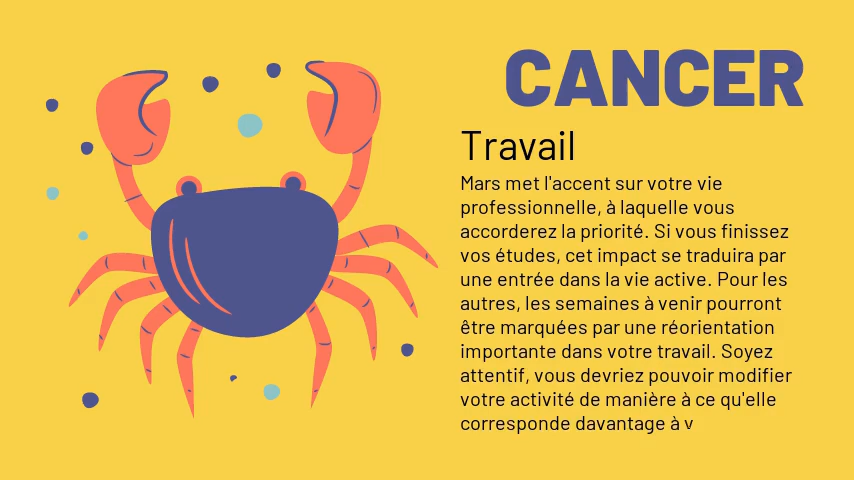 CANCER
Travail
Mars met l'accent sur votre vie
professionnelle, à laquelle vous
accorderez la priorité. Si vous finissez
vos études, cet impact se traduira par
une entrée dans la vie active. Pour les
autres, les semaines à venir pourront
être marquées par une réorientation
importante dans votre travail. Soyez
attentif, vous devriez pouvoir modifier
votre activité de manière à ce qu'elle
corresponde davantage à v